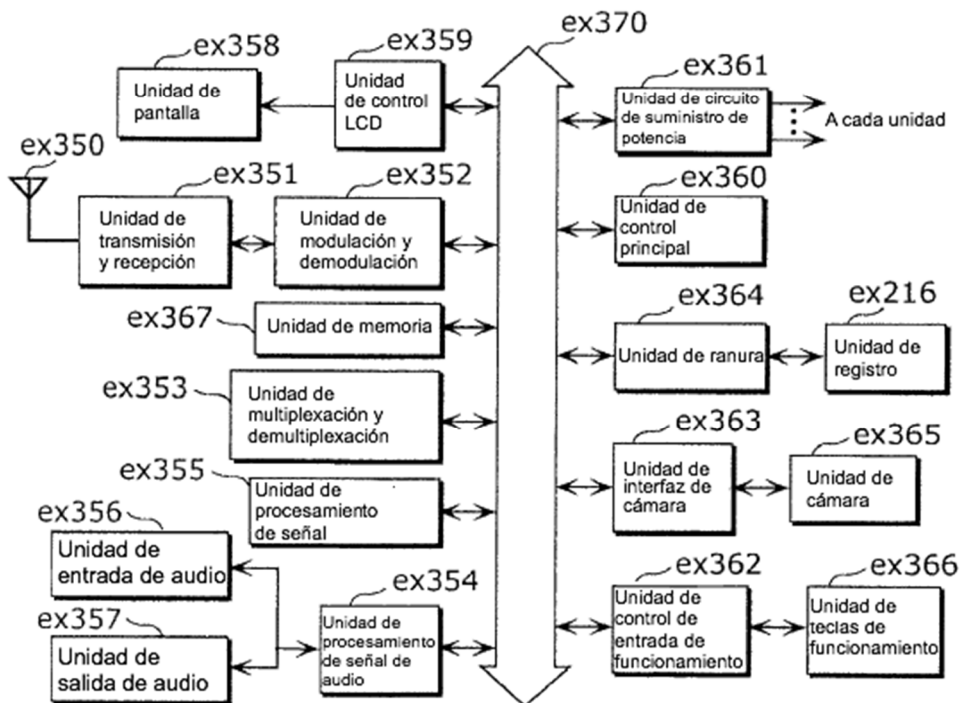 ex358
Unidad de
pantalla
ex359
Unidad
de control
LCD
ex370
ex361
Unidad de circuito
de suministro de
potencia
A cada unidad
ex350
ex351
Unidad de
transmisión
y recepción
ex352
Unidad de
modulación y
demodulación
ex360
Unidad de
control
principal
ex367
Unidad de memoria
ex364
Unidad de ranura
ex216
Unidad de
registro
ex353
Unidad de
multiplexación y
demultiplexación
ex363
Unidad de
interfaz de
cámara
ex365
Unidad de
cámara
ex355
Unidad de
procesamiento
de señal
ex356
Unidad de
entrada de audio
ex357
Unidad de
salida de audio
ex354
Unidad de
procesamiento
de señal de
audio
ex362
Unidad de
control de
entrada de
funcionamiento
ex366
Unidad de
teclas de
funcionamiento